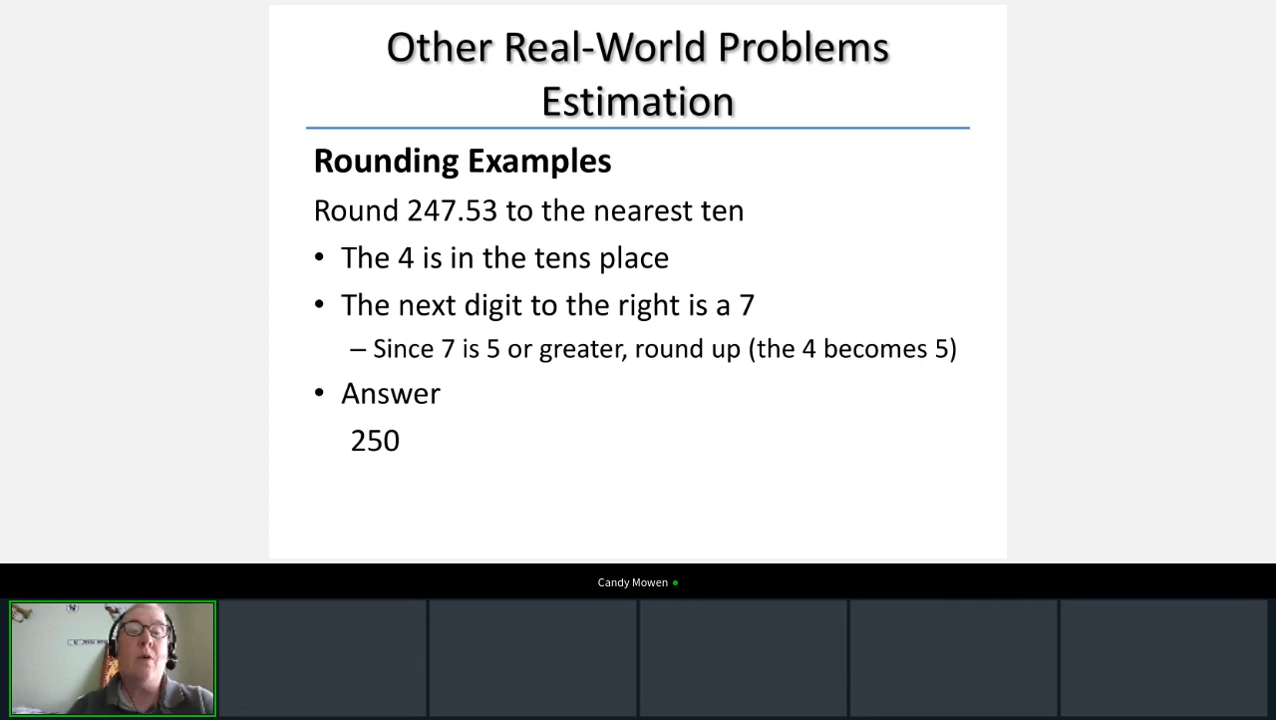 Other Real-World Problems
Estimation
Rounding Examples
Round 247.53 to the nearest ten
• The 4 is in the tens place
• The next digit to the right is a 7
– Since 7 is 5 or greater, round up (the 4 becomes 5)
• Answer
250
Candy Mowen